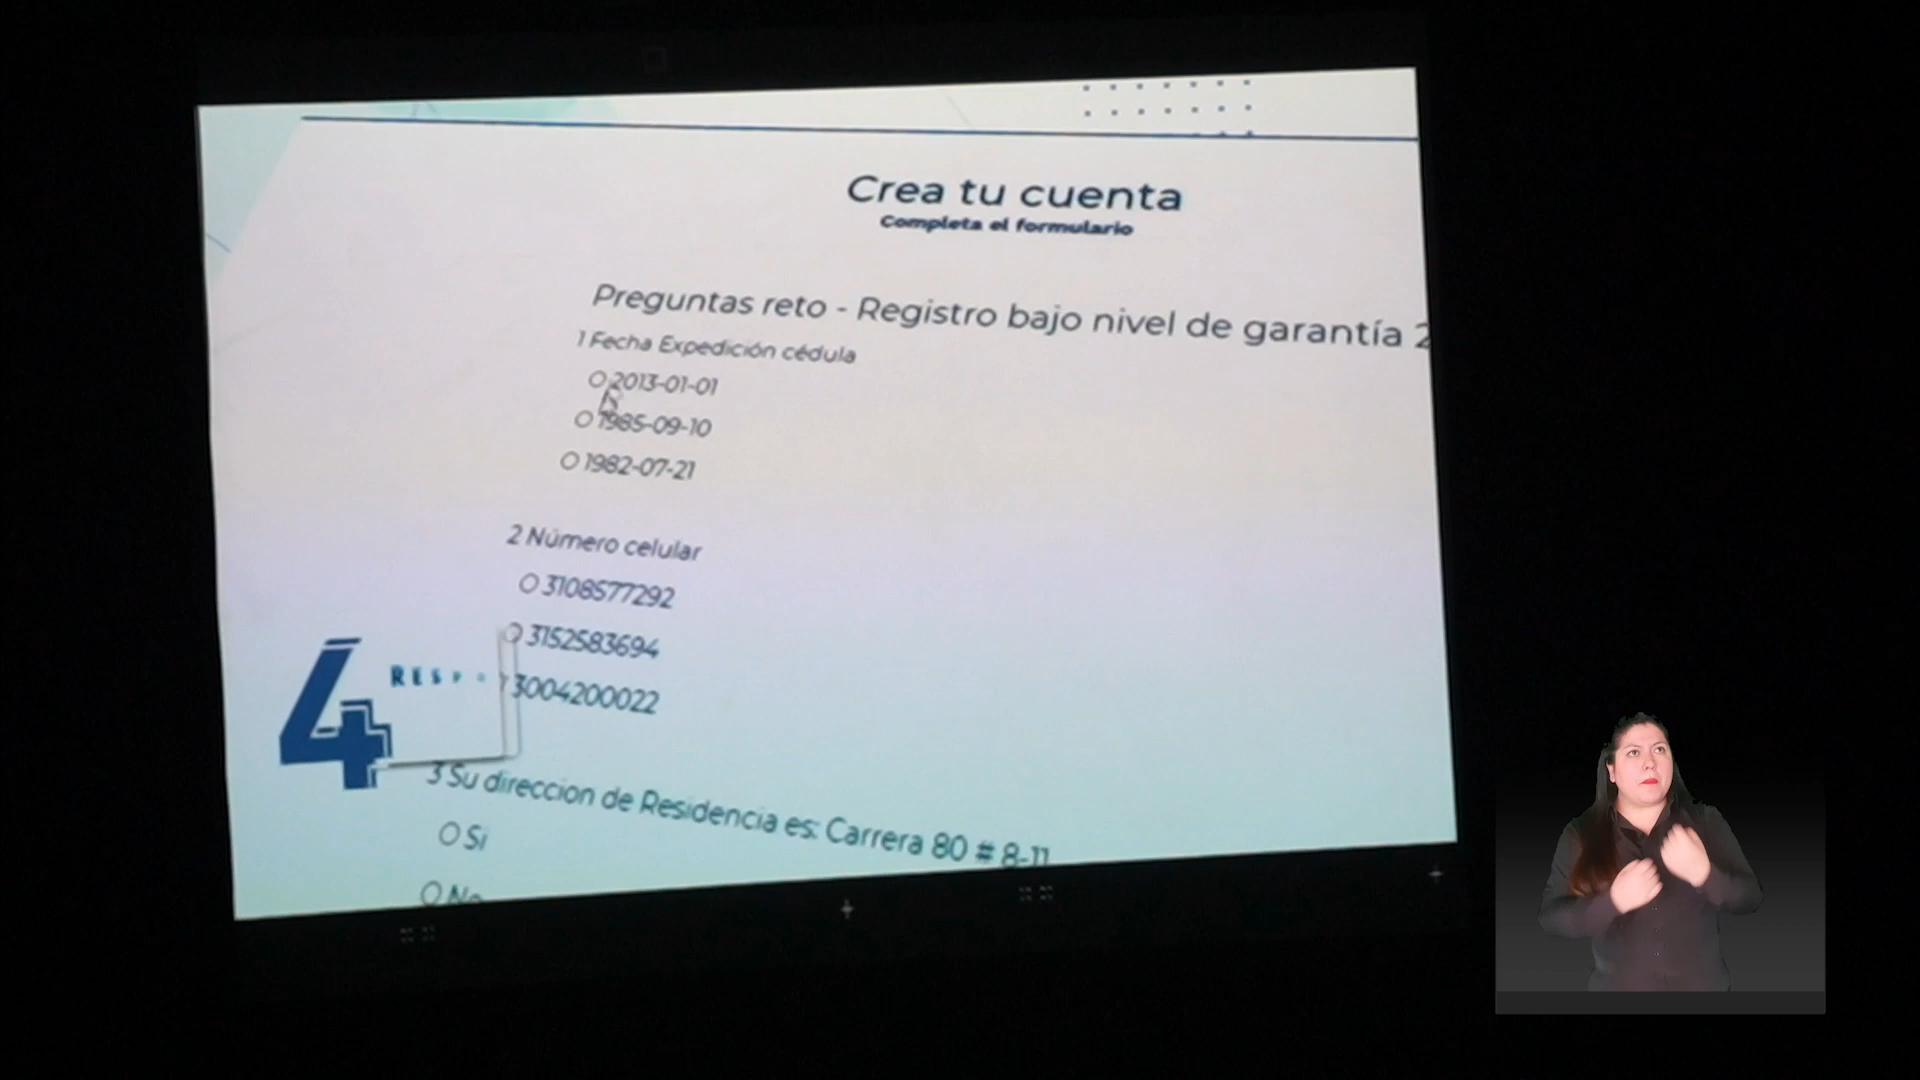 Crea tu cuenta
Completa el formulario
Preguntas reto - Registro bajo nivel de garantía 2
1 Fecha Expedición cédula
2013-01-01
1985-09-10
1982-07-21
2 Número celular
3108577292
3152583694
3004200022
4
3 Su direccion de Residencia es: Carrera 80 # 8-11
Si
No